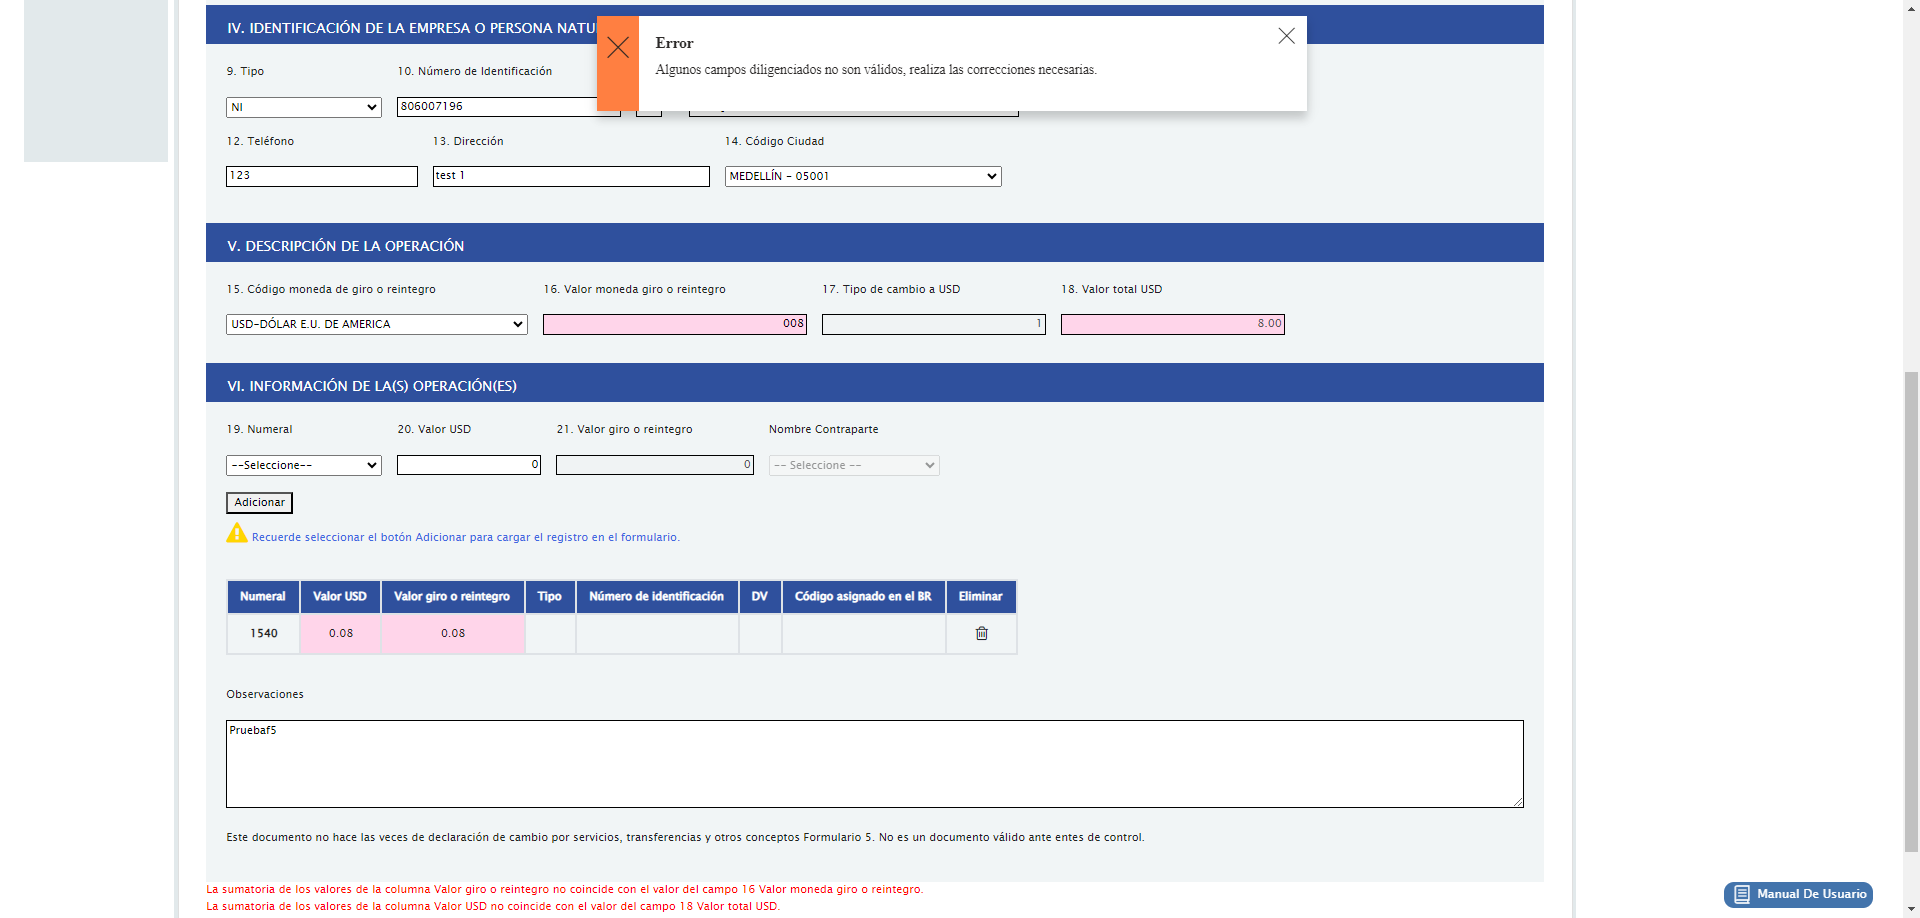 IV. IDENTIFICACIÓN DE LA EMPRESA O PERSONA
Error
Algunos campos diligenciados no son válidos, realiza las correcciones necesarias.
9. Tipo
10. Número de Identificación
NI
806007196
12. Teléfono
13. Dirección
14. Código Ciudad
123
test 1
MEDELLÍN - 05001
V. DESCRIPCIÓN DE LA OPERACIÓN
15. Código moneda de giro o reintegro
16. Valor moneda giro o reintegro
17. Tipo de cambio a USD
18. Valor total USD
USD-DÓLAR E.U. DE AMERICA
008
1
8.00
VI. INFORMACIÓN DE LA(S) OPERACIÓN(ES)
19. Numeral
20. Valor USD
21. Valor giro o reintegro
Nombre Contraparte
--Seleccione--
0
0
-- Seleccione --
Adicionar
Recuerde seleccionar el botón Adicionar para cargar el registro en el formulario.
Numeral
Valor USD
Valor giro o reintegro
Tipo
Número de identificación
DV
Código asignado en el BR
Eliminar
1540
0.08
0.08
Observaciones
Pruebaf5
Este documento no hace las veces de declaración de cambio por servicios, transferencias y otros conceptos Formulario 5. No es un documento válido ante entes de control.
La sumatoria de los valores de la columna Valor giro o reintegro no coincide con el valor del campo 16 Valor moneda giro o reintegro.
La sumatoria de los valores de la columna Valor USD no coincide con el valor del campo 18 Valor total USD.
Manual De Usuario